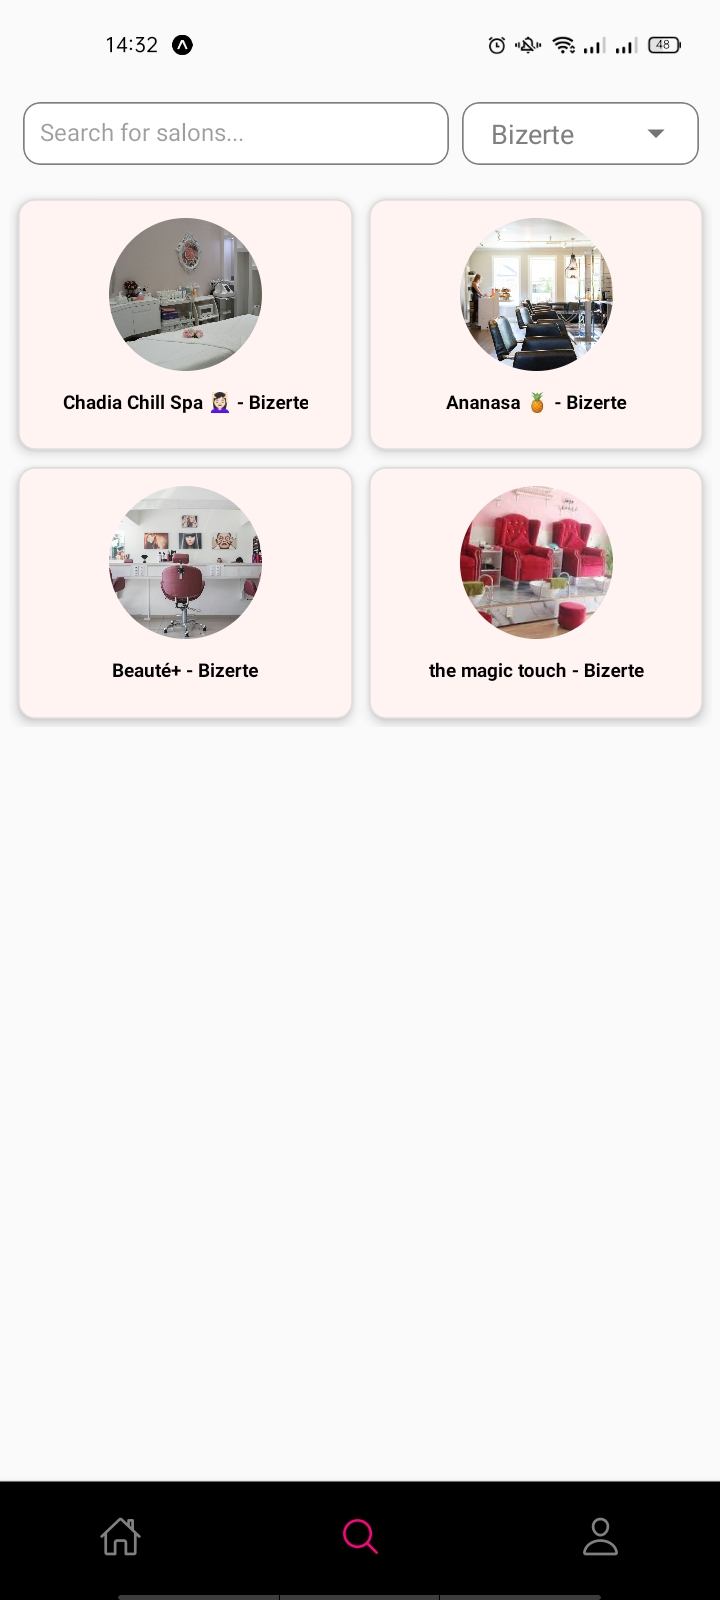 14:32
48
Search for salons...
Bizerte
Chadia Chill Spa 💆🏻‍♀️ - Bizerte
Ananasa 🍍 - Bizerte
Beauté+ - Bizerte
the magic touch - Bizerte